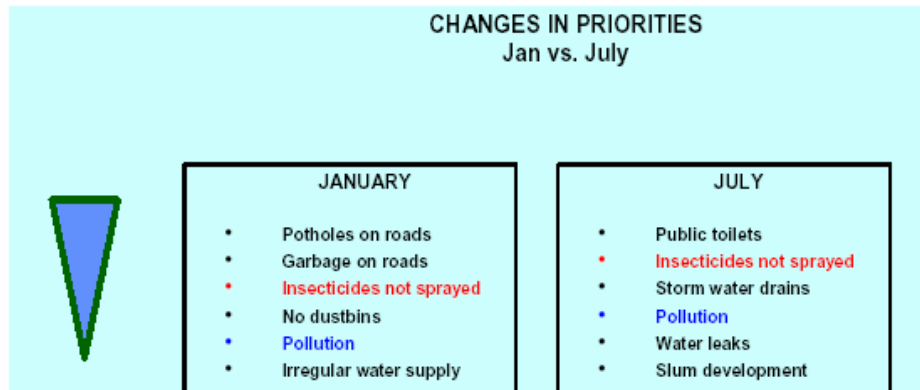 CHANGES IN PRIORITIES
Jan vs. July
JANUARY
• Potholes on roads
• Garbage on roads
• Insecticides not sprayed
• No dustbins
• Pollution
• Irregular water supply
JULY
• Public toilets
• Insecticides not sprayed
• Storm water drains
• Pollution
• Water leaks
• Slum development